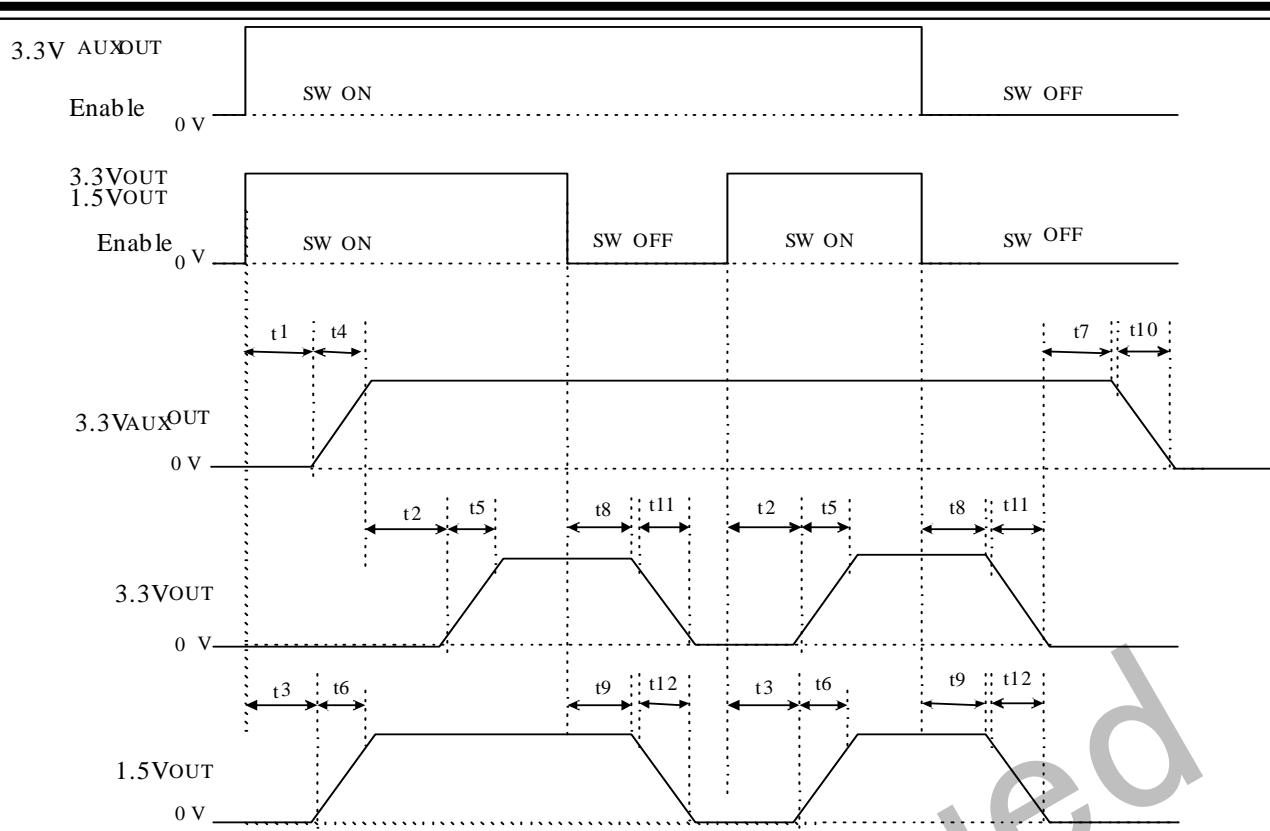 3.3V AUXOUT
SW ON SW OFF
Enable 0 V
3.3VOUT
1.5VOUT
Enable 0 V SW ON SW OFF SW ON SW OFF
t1 t4 t7 t10
3.3VAUXOUT
0 V
t2 t5 t8 t11 t2 t5 t8 t11
3.3VOUT
0 V
t3 t6 t9 t12 t3 t6 t9 t12
1.5VOUT
0 V